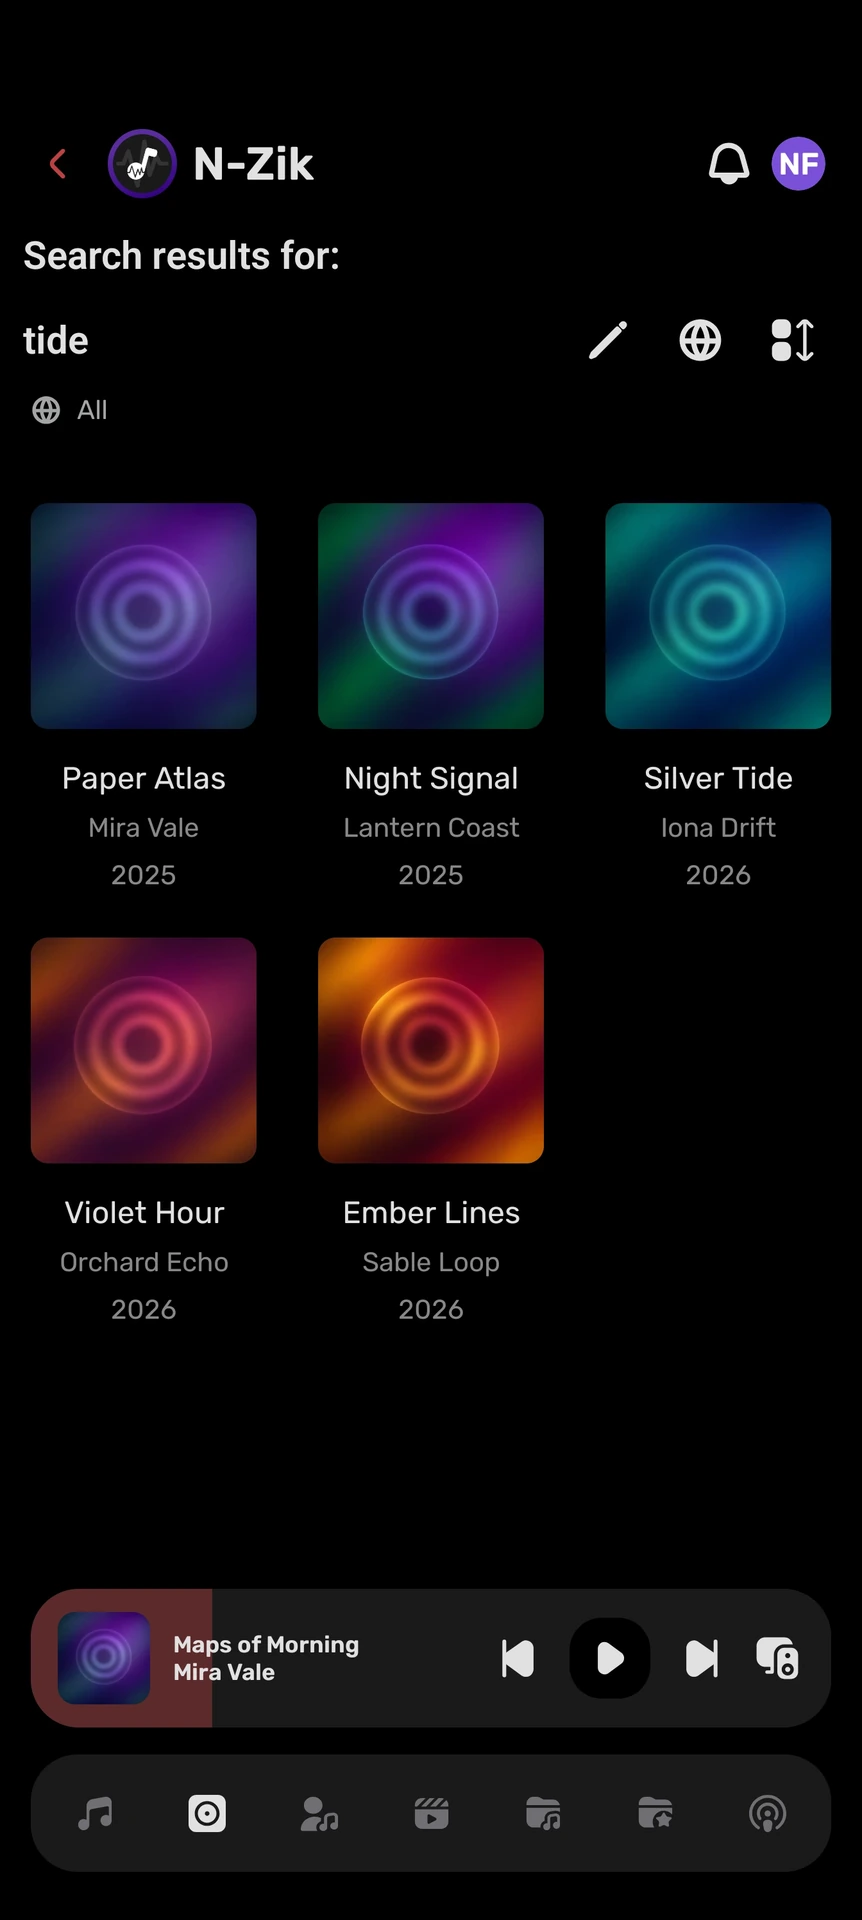 N-Zik
NF
Search results for:
tide
All
Paper Atlas
Mira Vale
2025
Night Signal
Lantern Coast
2025
Silver Tide
Iona Drift
2026
Violet Hour
Orchard Echo
2026
Ember Lines
Sable Loop
2026
Maps of Morning
Mira Vale